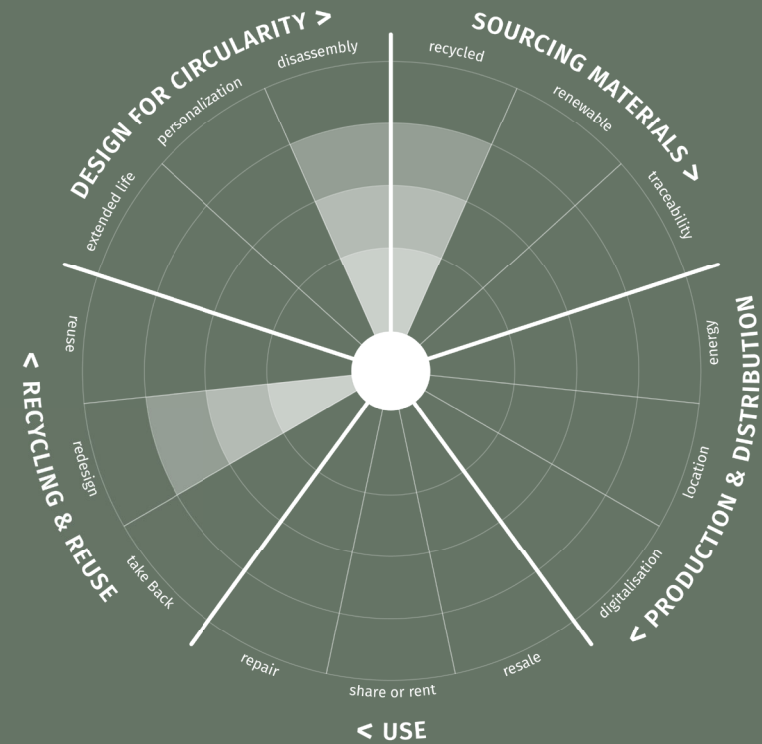 DESIGN FOR CIRCULARITY >
extended life
personalization
disassembly
SOURCING MATERIALS >
recycled
renewable
traceability
< PRODUCTION & DISTRIBUTION
energy
location
digitalisation
< USE
resale
share or rent
repair
< RECYCLING & REUSE
take Back
redesign
reuse